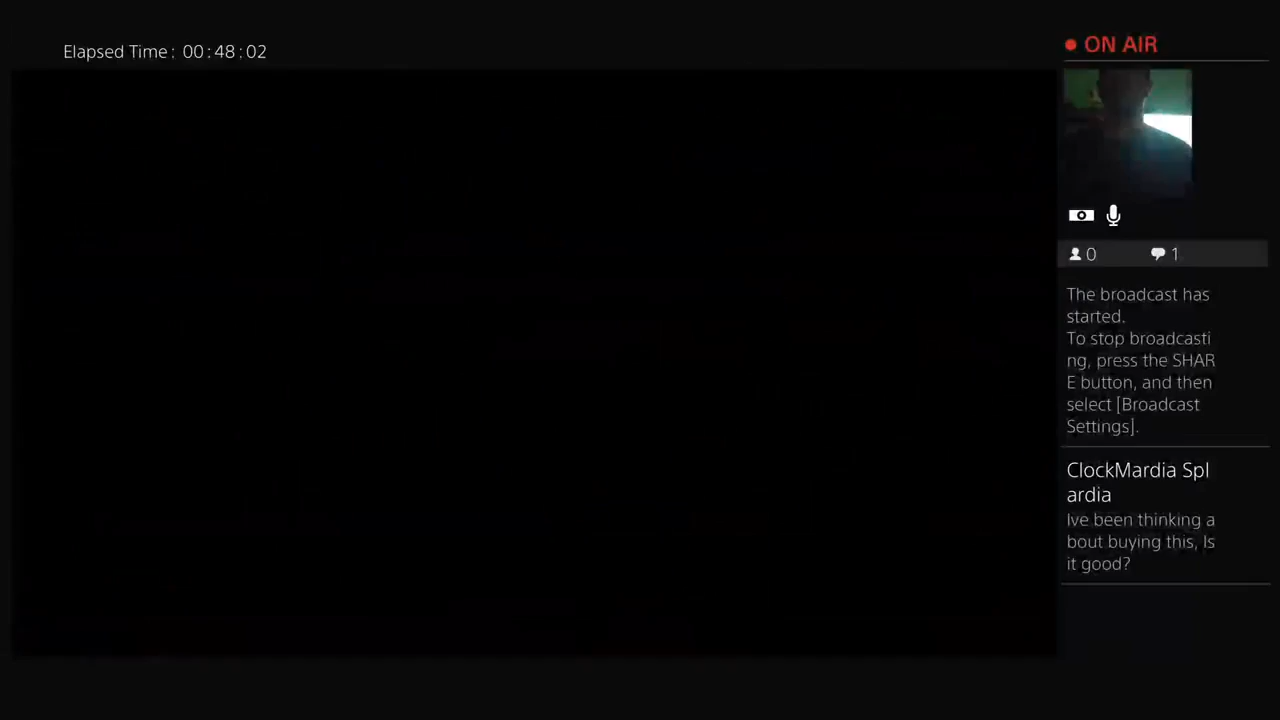 Elapsed Time: 00:48:02
ON AIR
0 1
The broadcast has
started.
To stop broadcasti
ng, press the SHAR
E button, and then
select [Broadcast
Settings].
ClockMardia Spl
ardia
Ive been thinking a
bout buying this, Is
it good?